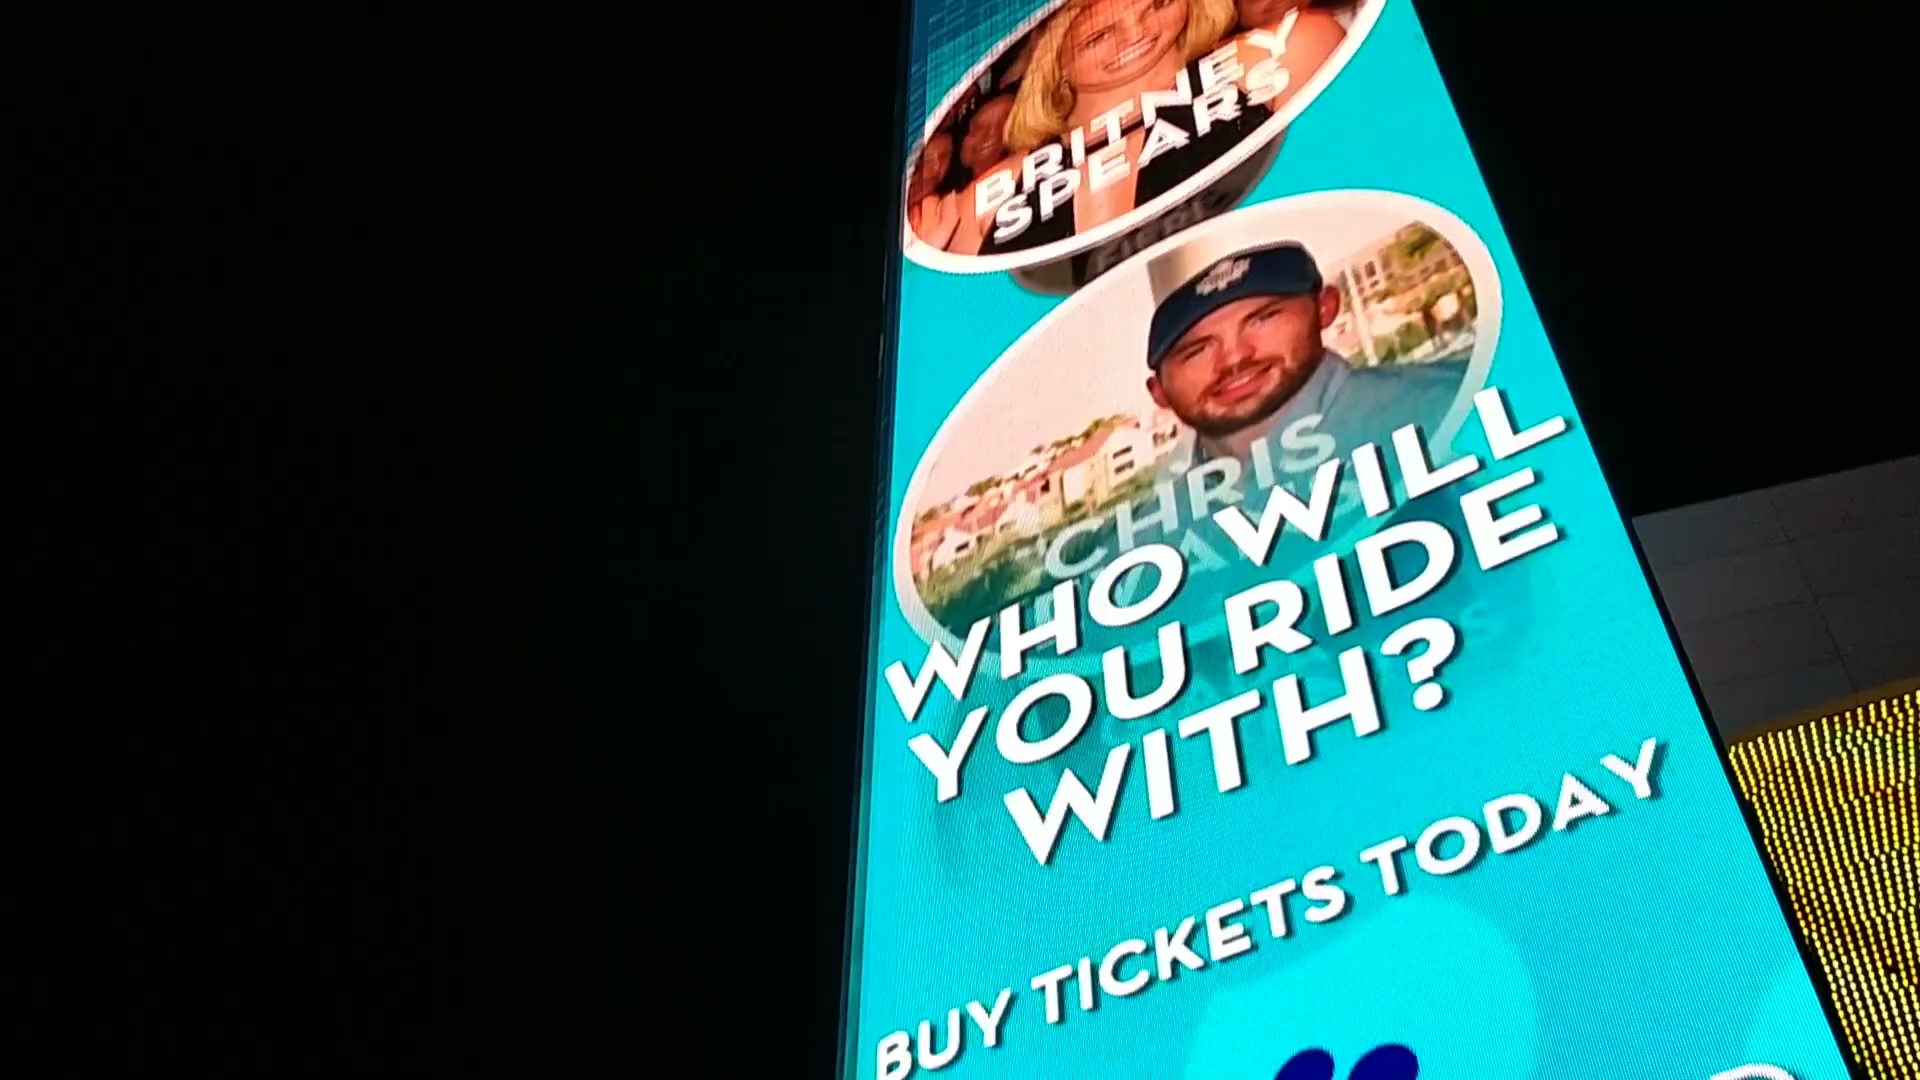 BRITNEY
SPEARS
CHRIS
WHO WILL
YOU RIDE
WITH?
BUY TICKETS TODAY